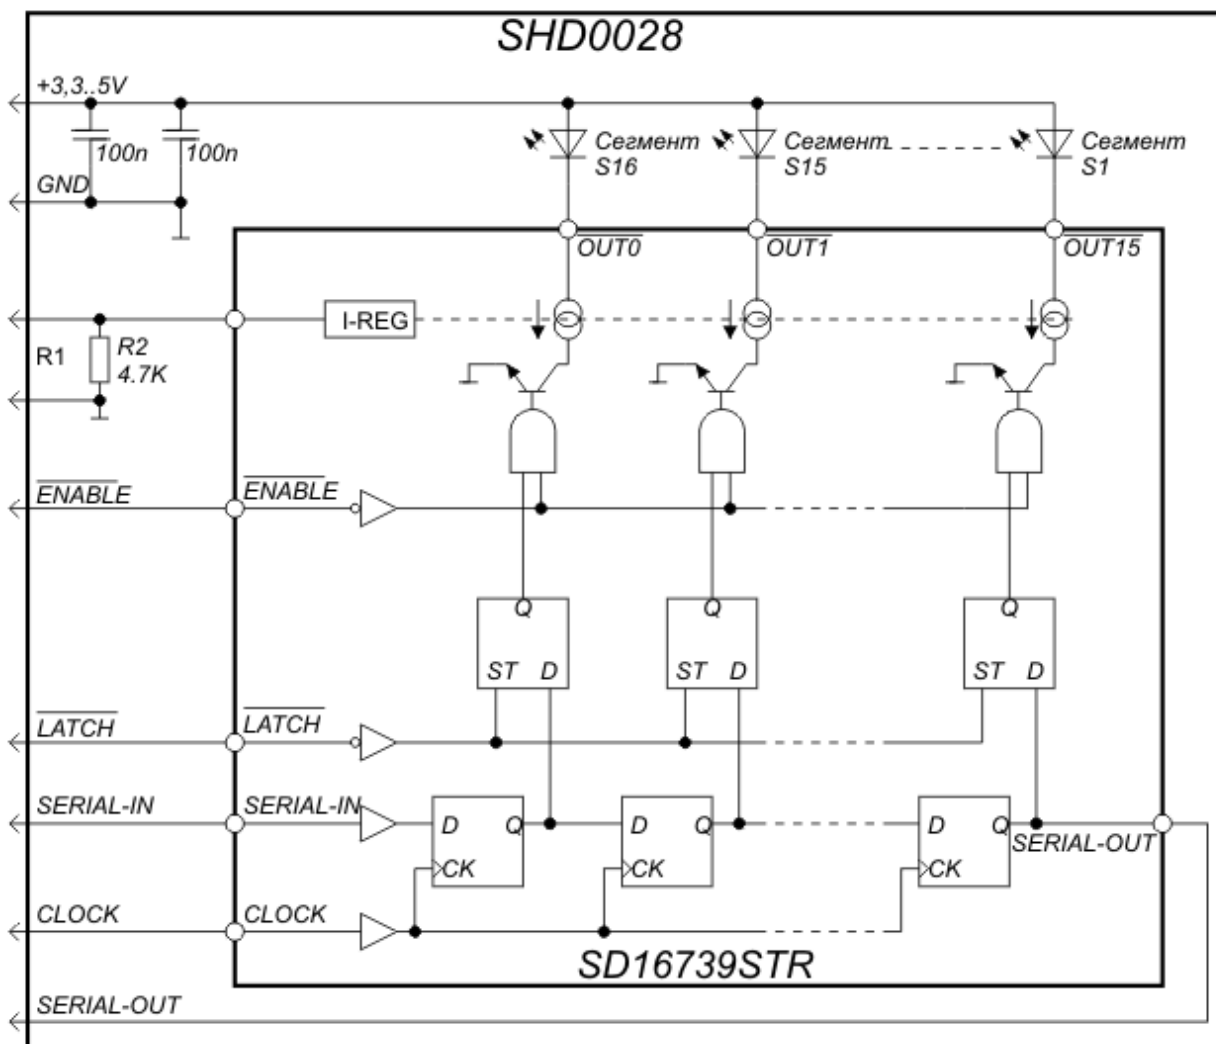 SHD0028
+3,3..5V
100n
100n
Сегмент
S16
Сегмент
S15
Сегмент
S1
GND
OUT0
OUT1
OUT15
I-REG
R1
R2
4.7K
ENABLE
ENABLE
Q
Q
Q
ST D
ST D
ST D
LATCH
LATCH
SERIAL-IN
SERIAL-IN
D Q
CK
D Q
CK
D Q
CK
SERIAL-OUT
CLOCK
CLOCK
SD16739STR
SERIAL-OUT